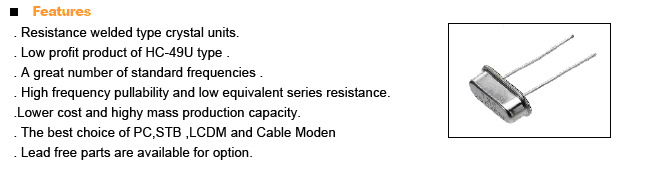 ■ Features
. Resistance welded type crystal units.
. Low profit product of HC-49U type .
. A great number of standard frequencies .
. High frequency pullability and low equivalent series resistance.
.Lower cost and highy mass production capacity.
. The best choice of PC,STB ,LCDM and Cable Moden
. Lead free parts are available for option.